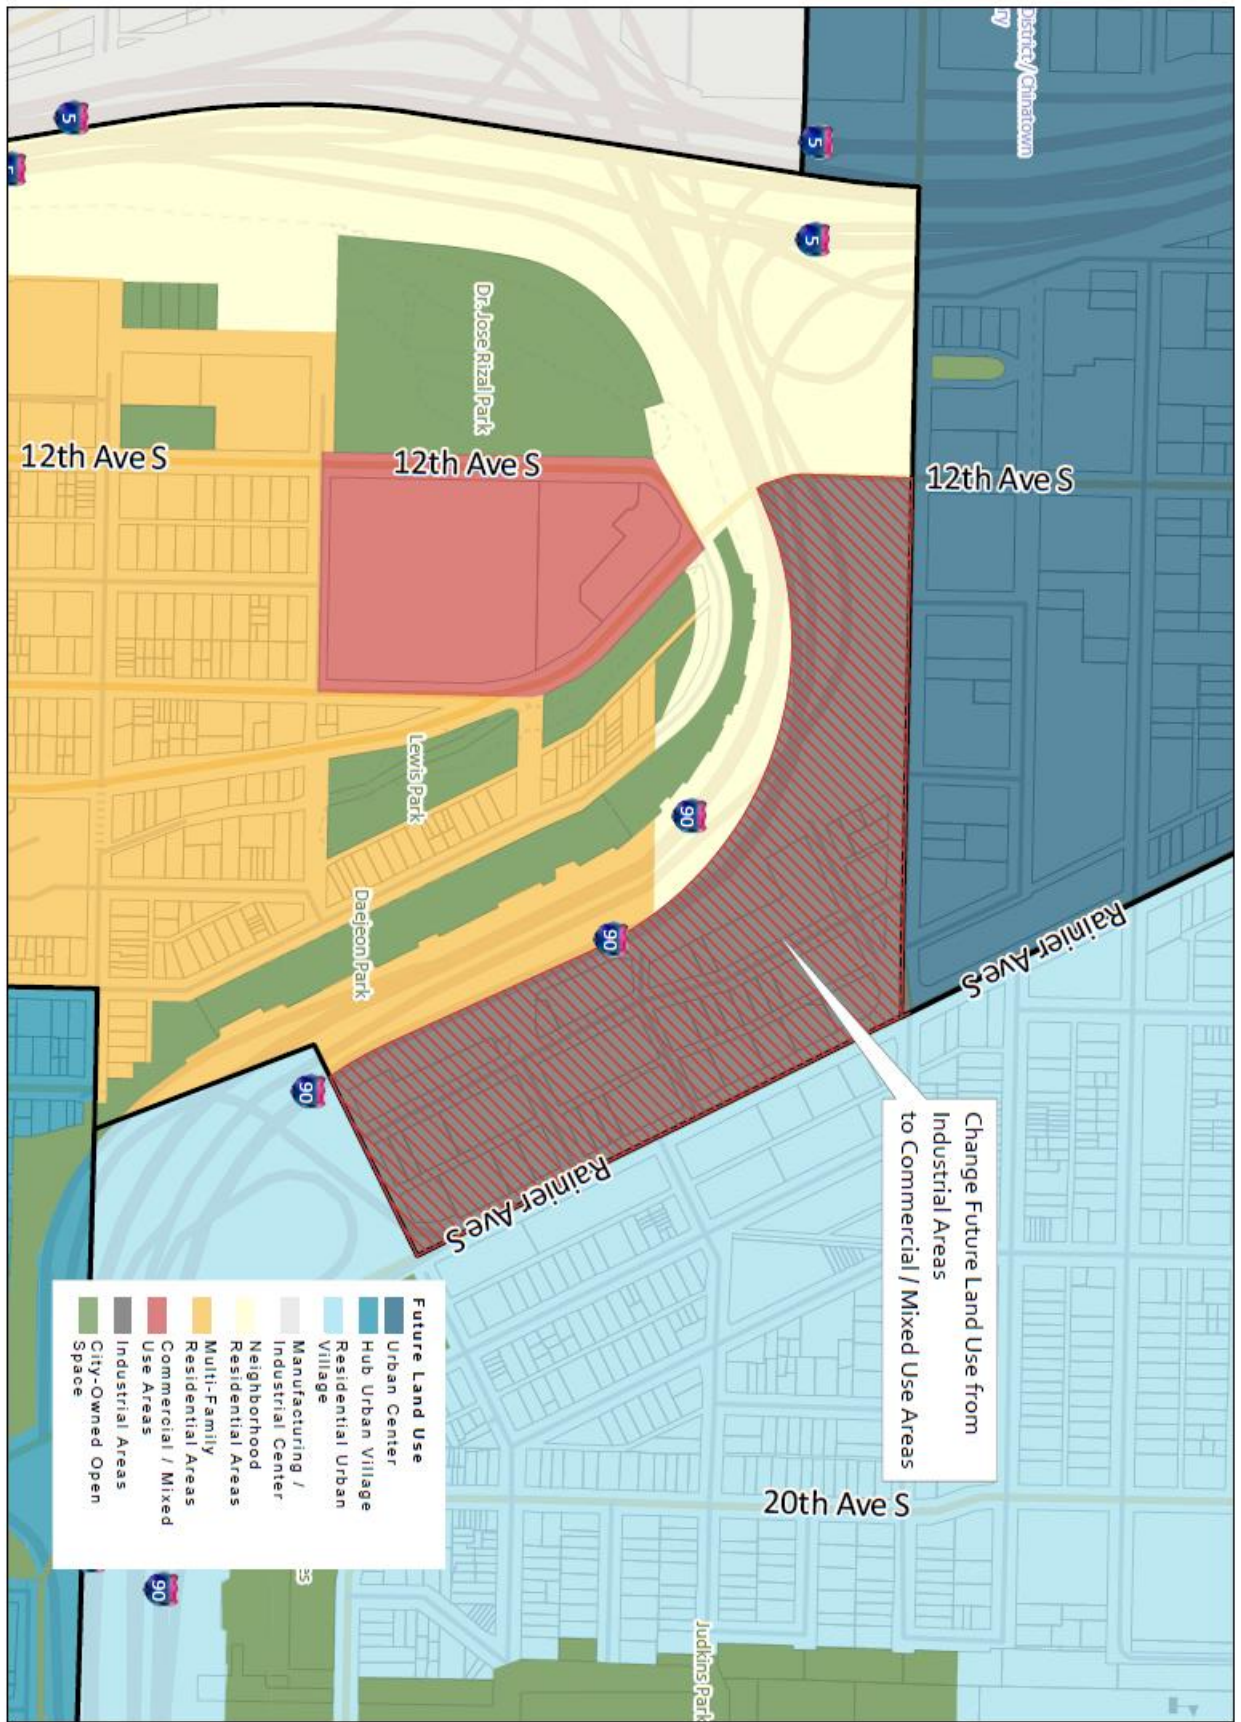 District / Chinatown
ry
5
5
5
5
Dr. Jose Rizal Park
12th Ave S
12th Ave S
12th Ave S
Lewis Park
90
Daejeon Park
90
90
Rainier Ave S
Rainier Ave S
Change Future Land Use from
Industrial Areas
to Commercial / Mixed Use Areas
20th Ave S
Judkins Park
es
90
Future Land Use
Urban Center
Hub Urban Village
Residential Urban
Village
Manufacturing /
Industrial Center
Neighborhood
Residential Areas
Multi-Family
Residential Areas
Commercial / Mixed
Use Areas
Industrial Areas
City-Owned Open
Space